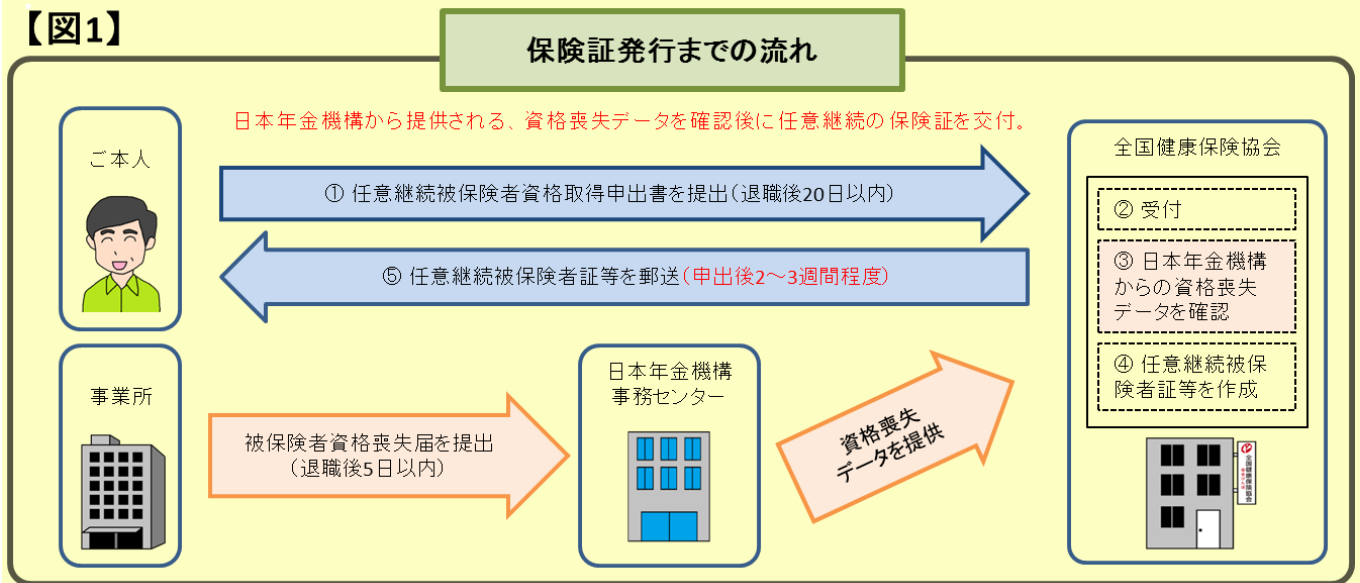 【図1】
保険証発行までの流れ
日本年金機構から提供される、資格喪失データを確認後に任意継続の保険証を交付。
ご本人
① 任意継続被保険者資格取得申出書を提出（退職後20日以内）
⑤ 任意継続被保険者証等を郵送（申出後2～3週間程度）
全国健康保険協会
② 受付
③ 日本年金機構
からの資格喪失
データを確認
④ 任意継続被保
険者証等を作成
事業所
被保険者資格喪失届を提出
（退職後5日以内）
日本年金機構
事務センター
資格喪失
データを提供
全国健康保険協会